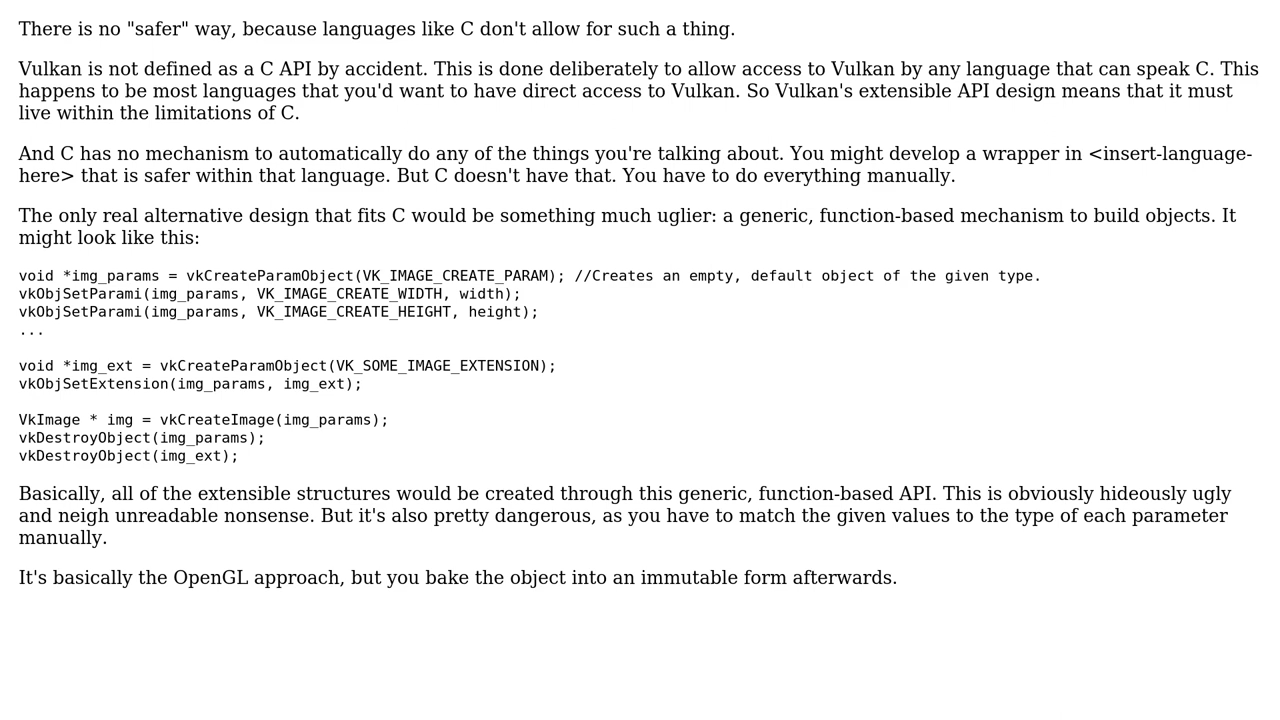 There is no "safer" way, because languages like C don't allow for such a thing.
Vulkan is not defined as a C API by accident. This is done deliberately to allow access to Vulkan by any language that can speak C. This
happens to be most languages that you'd want to have direct access to Vulkan. So Vulkan's extensible API design means that it must
live within the limitations of C.
And C has no mechanism to automatically do any of the things you're talking about. You might develop a wrapper in <insert-language-
here> that is safer within that language. But C doesn't have that. You have to do everything manually.
The only real alternative design that fits C would be something much uglier: a generic, function-based mechanism to build objects. It
might look like this:
void *img_params = vkCreateParamObject(VK_IMAGE_CREATE_PARAM); //Creates an empty, default object of the given type.
vkObjSetParami(img_params, VK_IMAGE_CREATE_WIDTH, width);
vkObjSetParami(img_params, VK_IMAGE_CREATE_HEIGHT, height);
...
void *img_ext = vkCreateParamObject(VK_SOME_IMAGE_EXTENSION);
vkObjSetExtension(img_params, img_ext);
VkImage * img = vkCreateImage(img_params);
vkDestroyObject(img_params);
vkDestroyObject(img_ext);
Basically, all of the extensible structures would be created through this generic, function-based API. This is obviously hideously ugly
and neigh unreadable nonsense. But it's also pretty dangerous, as you have to match the given values to the type of each parameter
manually.
It's basically the OpenGL approach, but you bake the object into an immutable form afterwards.